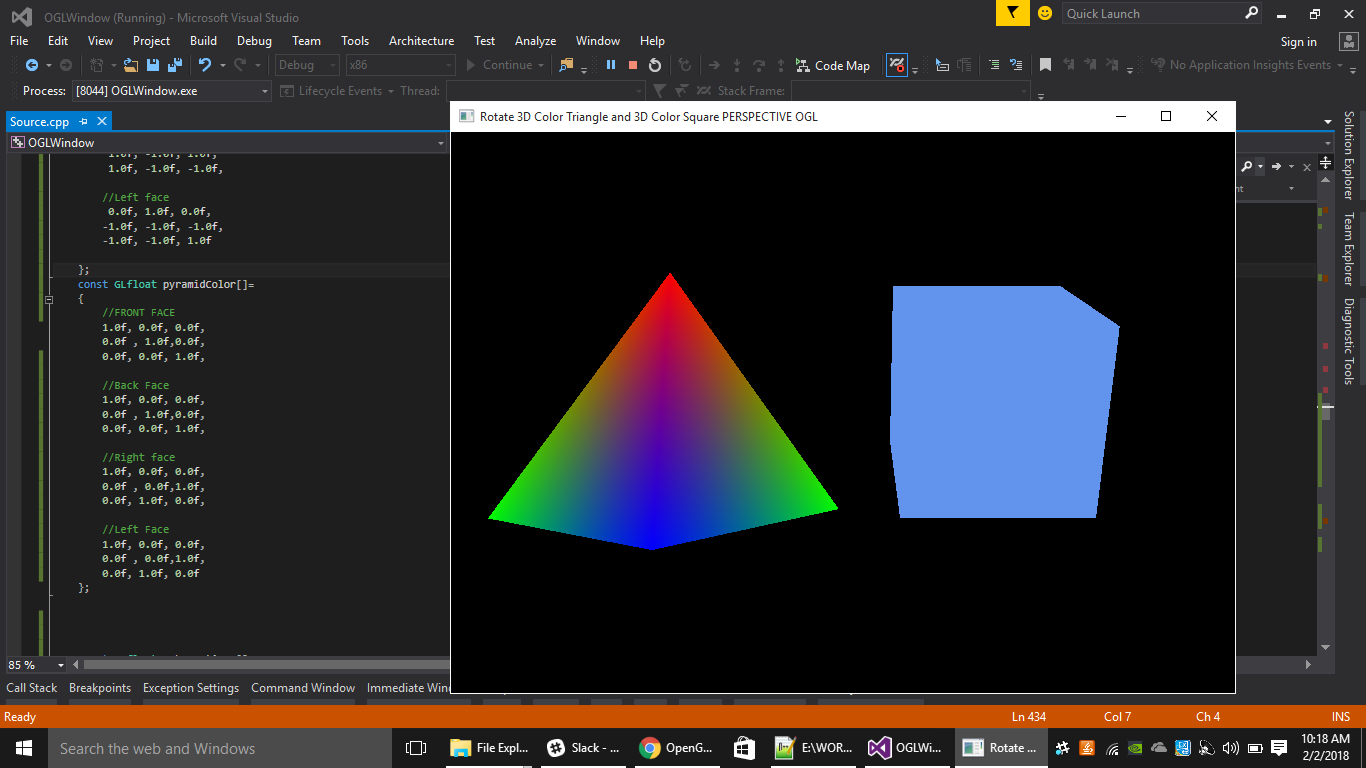 OGLWindow (Running) - Microsoft Visual Studio
Quick Launch
File Edit View Project Build Debug Team Tools Architecture Test Analyze Window Help
Sign in
Debug x86 Continue Code Map No Application Insights Events
Process: [8044] OGLWindow.exe Lifecycle Events Thread: Stack Frame:
Source.cpp
OGLWindow
Rotate 3D Color Triangle and 3D Color Square PERSPECTIVE OGL
1.0f, -1.0f, 1.0f,
1.0f, -1.0f, -1.0f,
//Left face
0.0f, 1.0f, 0.0f,
-1.0f, -1.0f, -1.0f,
-1.0f, -1.0f, 1.0f
};
const GLfloat pyramidColor[]=
{
//FRONT FACE
1.0f, 0.0f, 0.0f,
0.0f , 1.0f,0.0f,
0.0f, 0.0f, 1.0f,
//Back Face
1.0f, 0.0f, 0.0f,
0.0f , 1.0f,0.0f,
0.0f, 0.0f, 1.0f,
//Right face
1.0f, 0.0f, 0.0f,
0.0f , 0.0f,1.0f,
0.0f, 1.0f, 0.0f,
//Left Face
1.0f, 0.0f, 0.0f,
0.0f , 0.0f,1.0f,
0.0f, 1.0f, 0.0f
};
Solution Explorer
Team Explorer
Diagnostic Tools
85 %
Call Stack Breakpoints Exception Settings Command Window Immediate Win
Ready Ln 434 Col 7 Ch 4 INS
Search the web and Windows
File Expl... Slack - ... OpenG... E:\WOR... OGLWi... Rotate ...
10:18 AM
2/2/2018